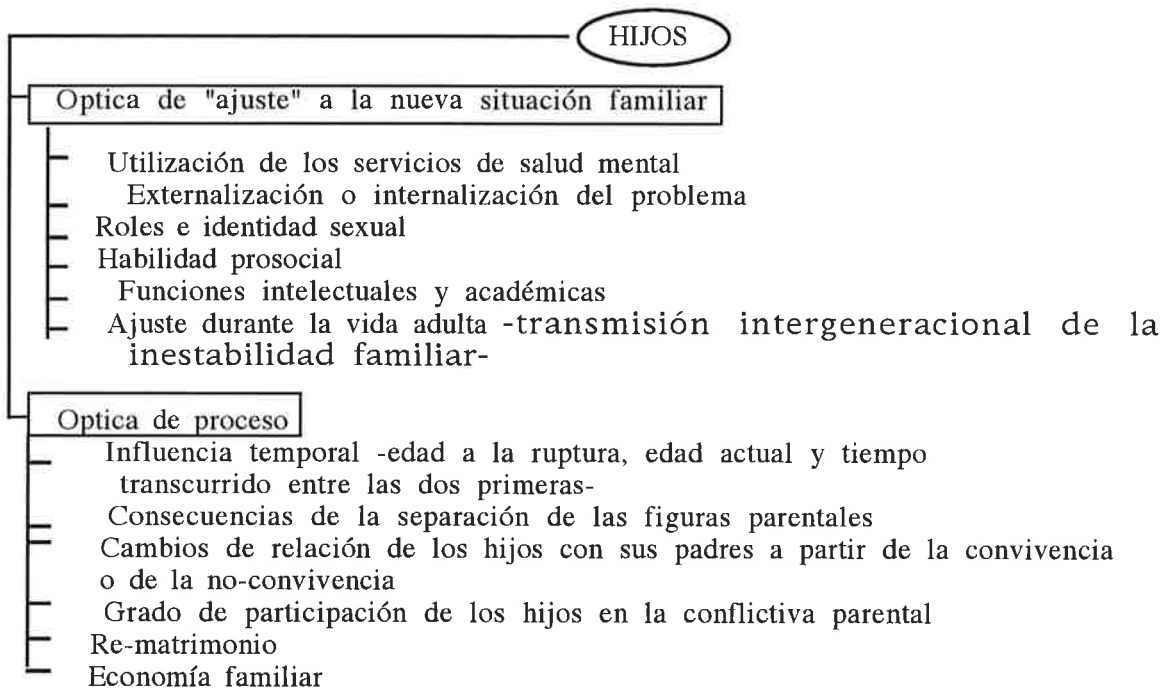 HIJOS
Optica de "ajuste" a la nueva situación familiar
Utilización de los servicios de salud mental
Externalización o internalización del problema
Roles e identidad sexual
Habilidad prosocial
Funciones intelectuales y académicas
Ajuste durante la vida adulta -transmisión intergeneracional de la
inestabilidad familiar-
Optica de proceso
Influencia temporal -edad a la ruptura, edad actual y tiempo
transcurrido entre las dos primeras-
Consecuencias de la separación de las figuras parentales
Cambios de relación de los hijos con sus padres a partir de la convivencia
o de la no-convivencia
Grado de participación de los hijos en la conflictiva parental
Re-matrimonio
Economía familiar